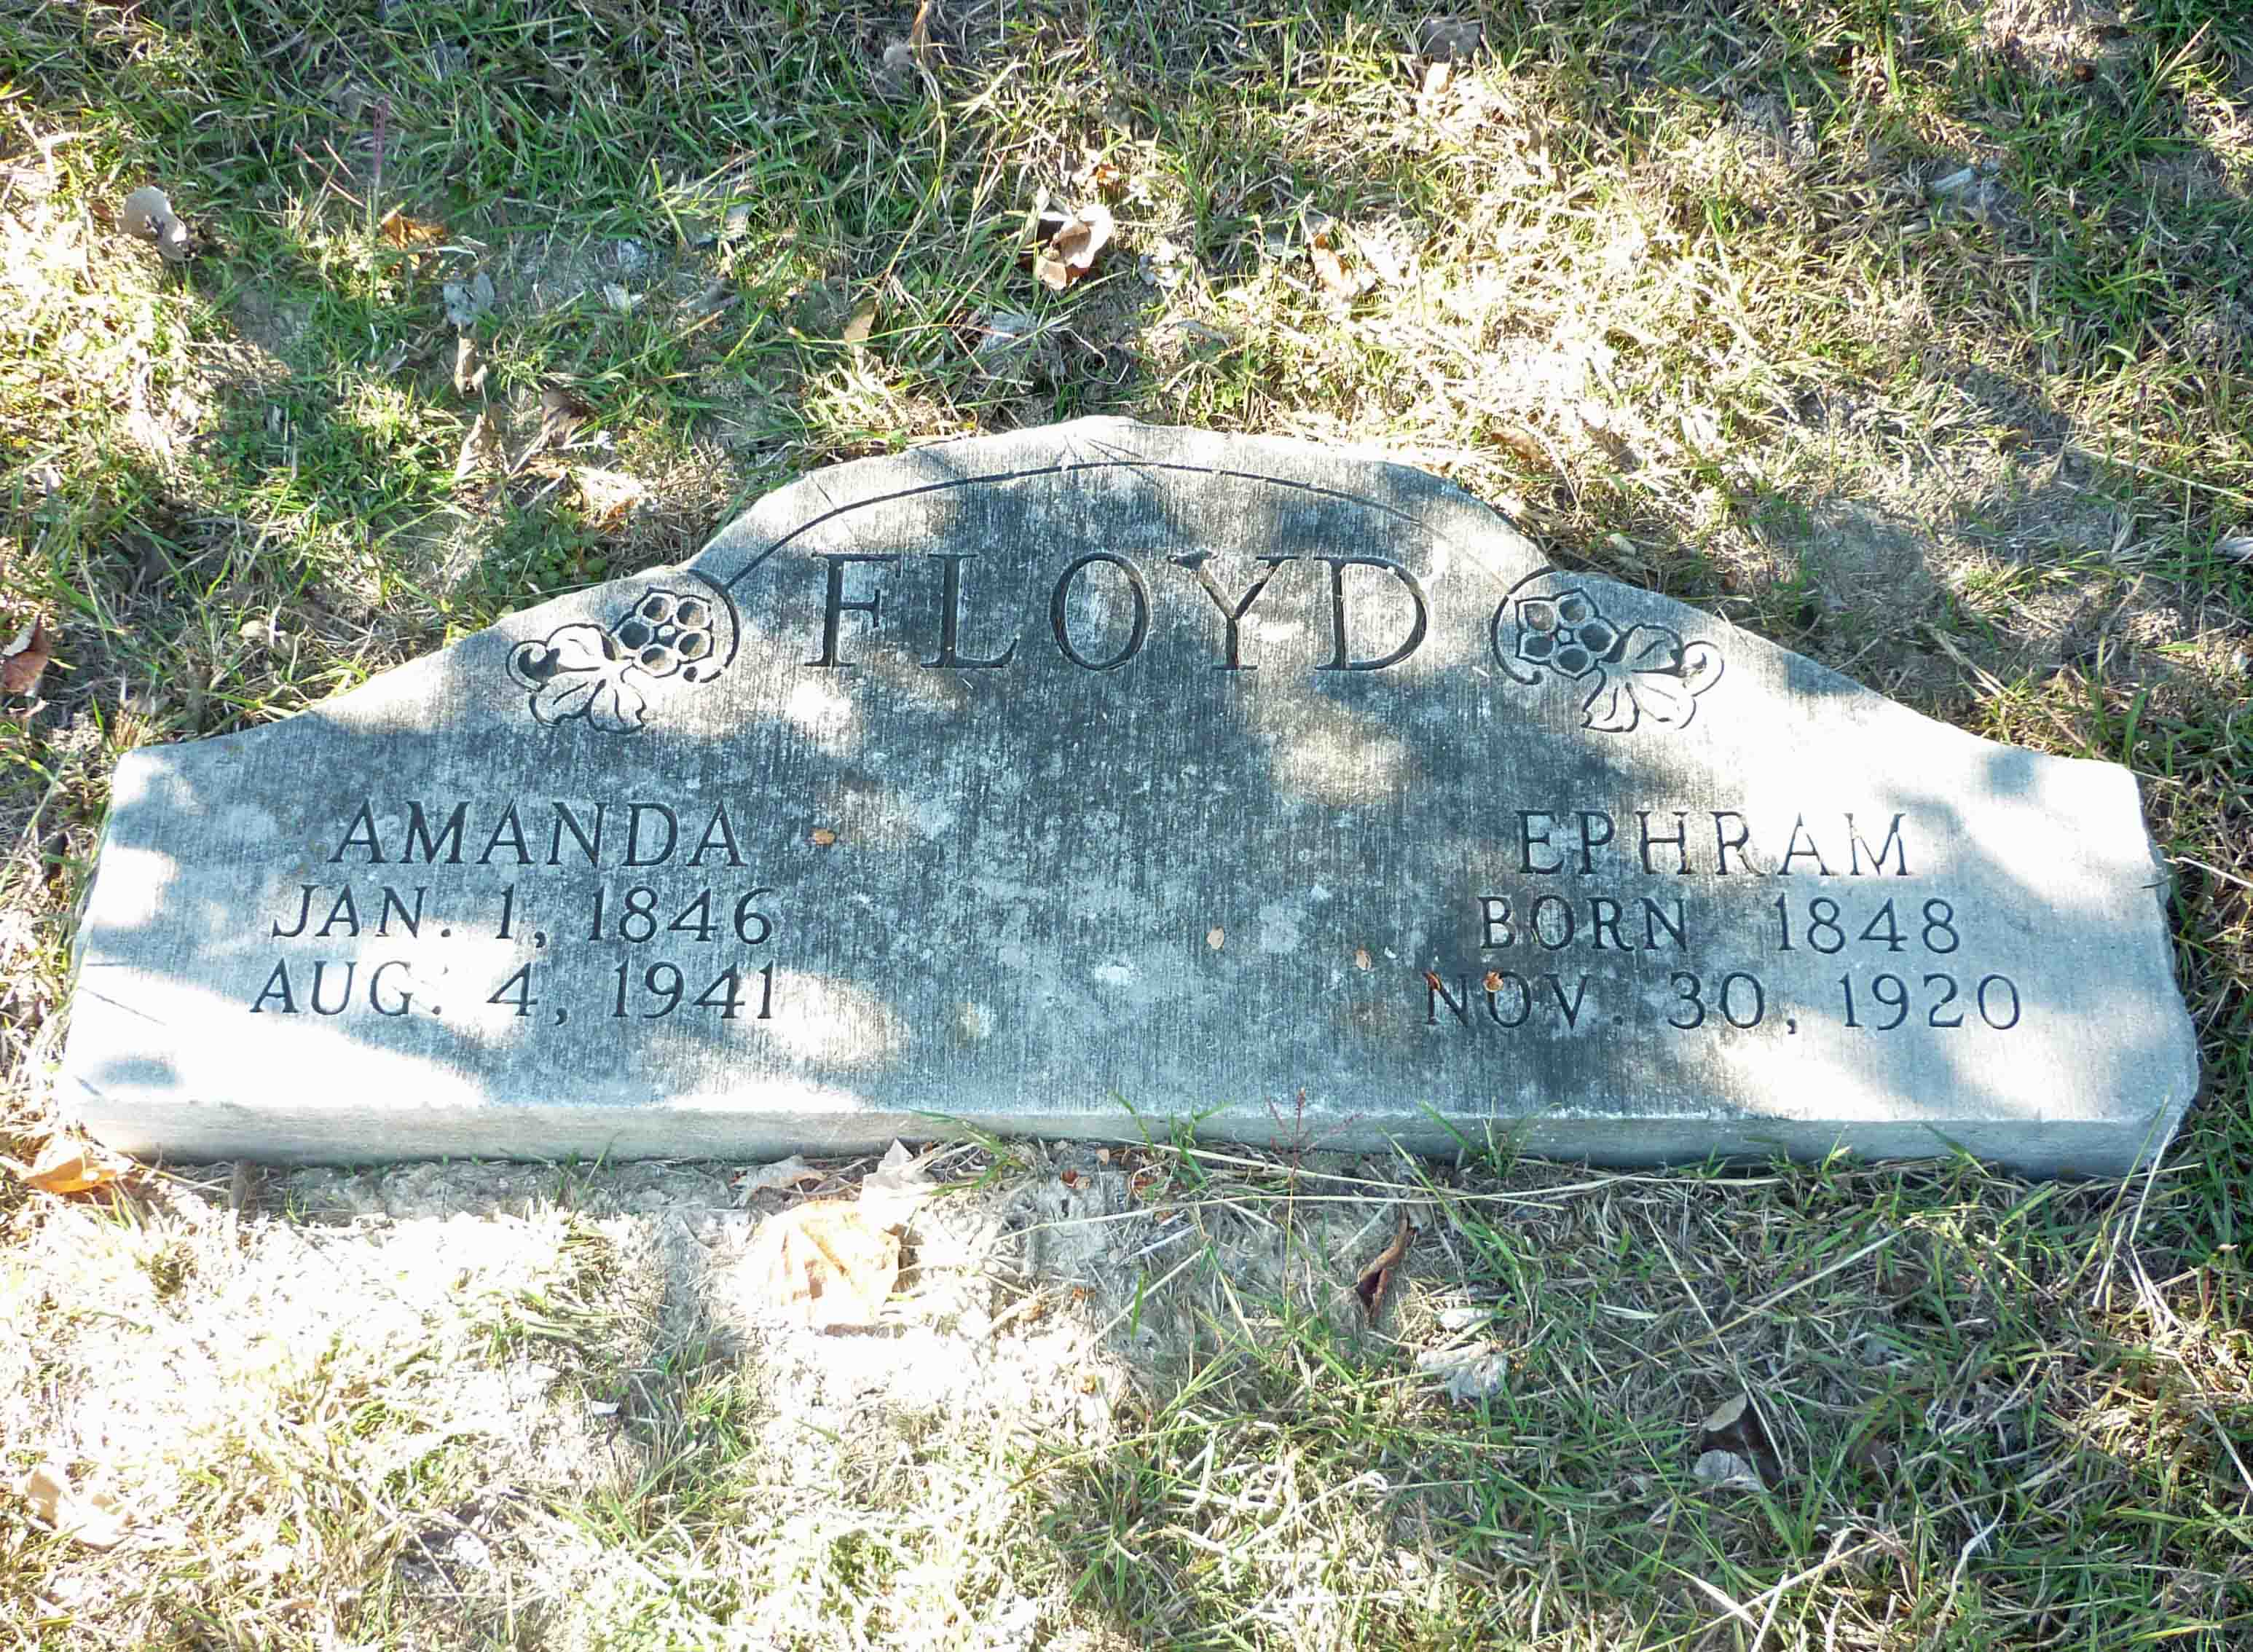 FLOYD
AMANDA
JAN. 1, 1846
AUG. 4, 1941
EPHRAM
BORN 1848
NOV. 30, 1920